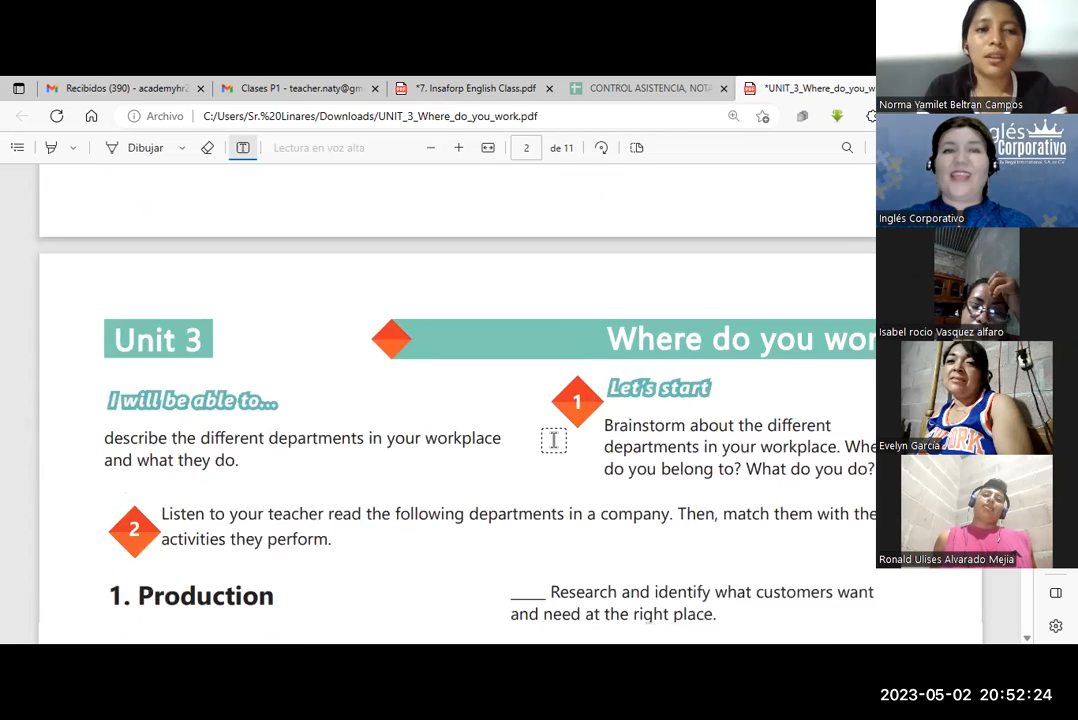 Recibidos (390) - academyhr2
Clases P1 - teacher.naty@gm
*7. Insaforp English Class.pdf
CONTROL ASISTENCIA, NOTA
*UNIT_3_Where_do_you_w
Archivo
C:/Users/Sr.%20Linares/Downloads/UNIT_3_Where_do_you_work.pdf
Dibujar
Lectura en voz alta
2
de 11
Unit 3
Where do you wor
I will be able to...
describe the different departments in your workplace
and what they do.
1
Let's start
Brainstorm about the different
departments in your workplace. Whe
do you belong to? What do you do?
2
Listen to your teacher read the following departments in a company. Then, match them with the
activities they perform.
1. Production
____ Research and identify what customers want
and need at the right place.
Norma Yamilet Beltran Campos
nglés
Corporativo
Inglés Corporativo
Isabel rocio Vasquez alfaro
Evelyn Garcia
Ronald Ulises Alvarado Mejia
2023-05-02 20:52:24